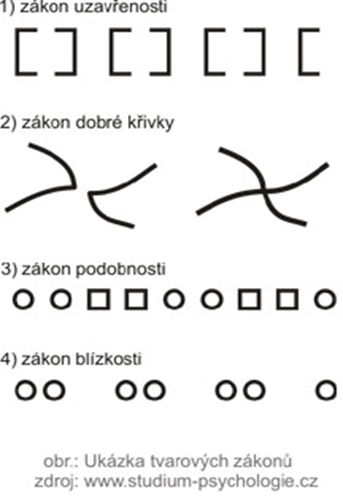 1) zákon uzavřenosti
2) zákon dobré křivky
3) zákon podobnosti
4) zákon blízkosti
obr.: Ukázka tvarových zákonů
zdroj: www.studium-psychologie.cz